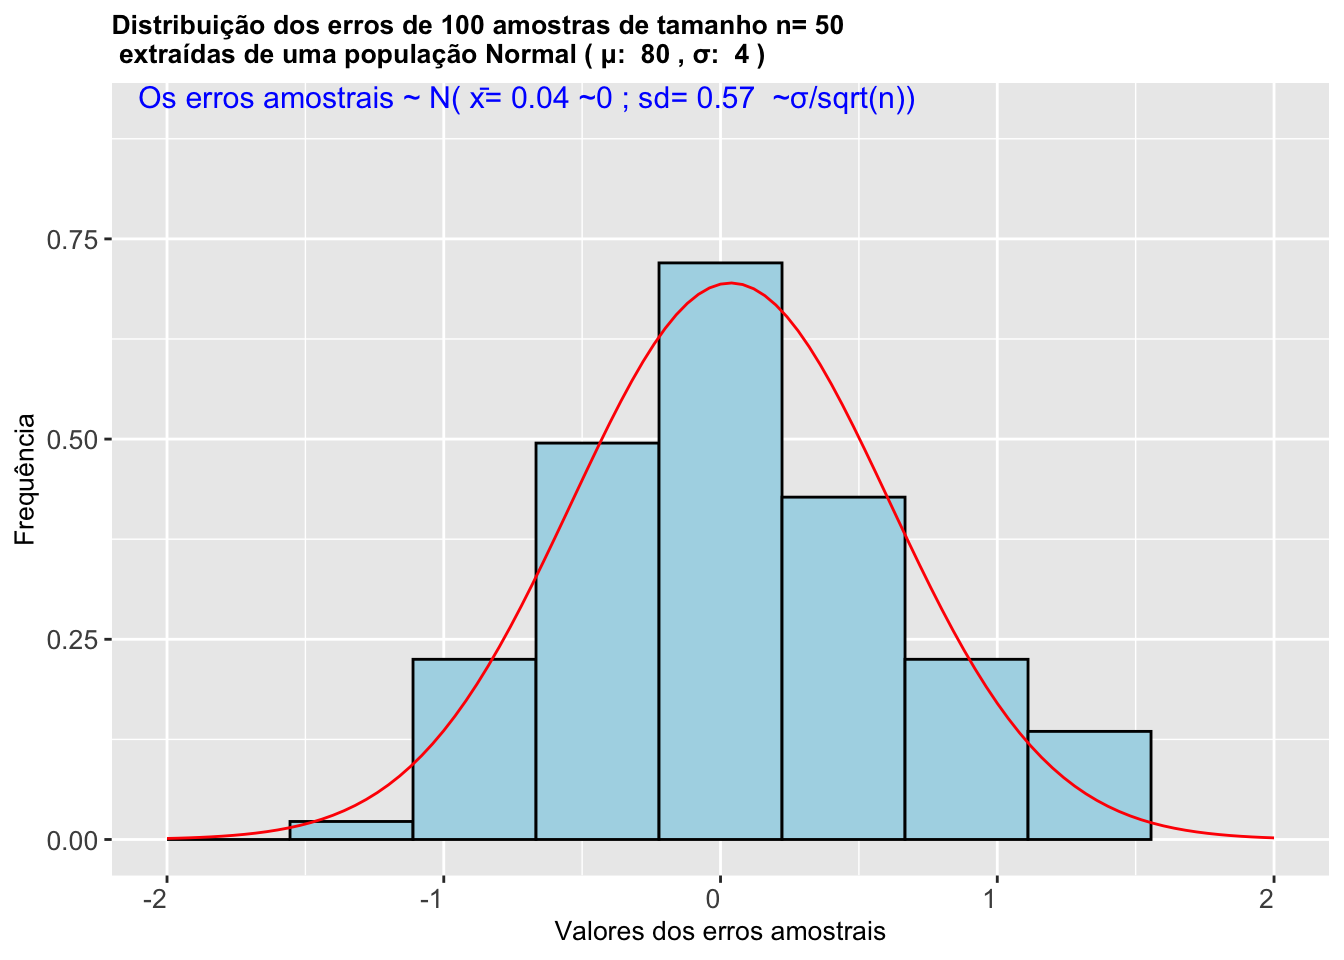 Distribuição dos erros de 100 amostras de tamanho n= 50
extraídas de uma população Normal ( μ:  80 , σ:  4 )
Os erros amostrais ~ N( x̄= 0.04 ~0 ; sd= 0.57  ~σ/sqrt(n))
0.75
0.50
0.25
0.00
Frequência
-2
-1
0
1
2
Valores dos erros amostrais